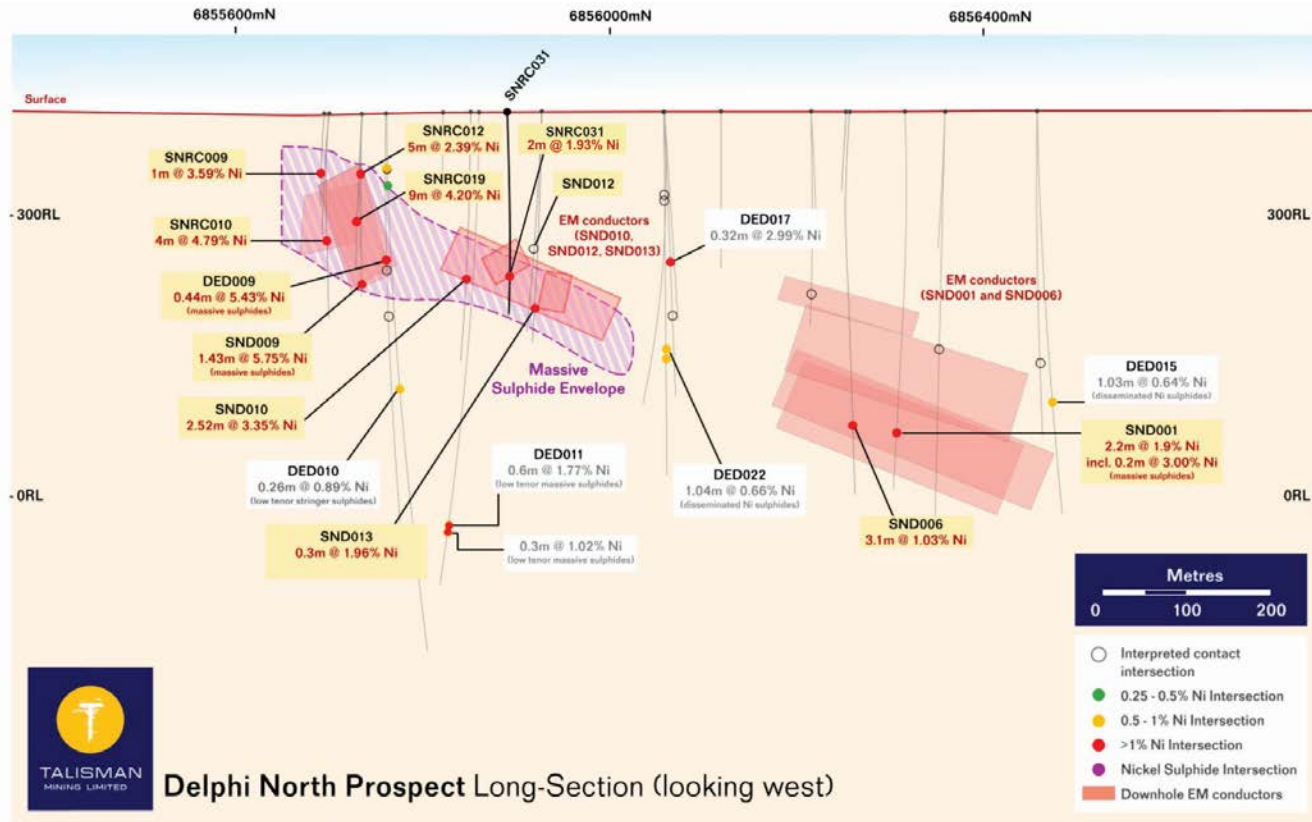 6855600mN
6856000mN
6856400mN
SNRC031
Surface
SNRC012
5m @ 2.39% Ni
SNRC031
2m @ 1.93% Ni
SNRC009
1m @ 3.59% Ni
SNRC019
9m @ 4.20% Ni
SND012
- 300RL
300RL
SNRC010
4m @ 4.79% Ni
EM conductors
(SND010,
SND012, SND013)
DED017
0.32m @ 2.99% Ni
DED009
0.44m @ 5.43% Ni
(massive sulphides)
EM conductors
(SND001 and SND006)
SND009
1.43m @ 5.75% Ni
(massive sulphides)
Massive
Sulphide Envelope
DED015
1.03m @ 0.64% Ni
(disseminated Ni sulphides)
SND010
2.52m @ 3.35% Ni
SND001
2.2m @ 1.9% Ni
incl. 0.2m @ 3.00% Ni
(massive sulphides)
DED010
0.26m @ 0.89% Ni
(low tenor stringer sulphides)
DED011
0.6m @ 1.77% Ni
(low tenor massive sulphides)
DED022
1.04m @ 0.66% Ni
(disseminated Ni sulphides)
- 0RL
0RL
SND013
0.3m @ 1.96% Ni
0.3m @ 1.02% Ni
(low tenor massive sulphides)
SND006
3.1m @ 1.03% Ni
Metres
0 100 200
Interpreted contact
intersection
0.25 - 0.5% Ni Intersection
0.5 - 1% Ni Intersection
>1% Ni Intersection
Nickel Sulphide Intersection
Downhole EM conductors
TALISMAN
MINING LIMITED
Delphi North Prospect Long-Section (looking west)